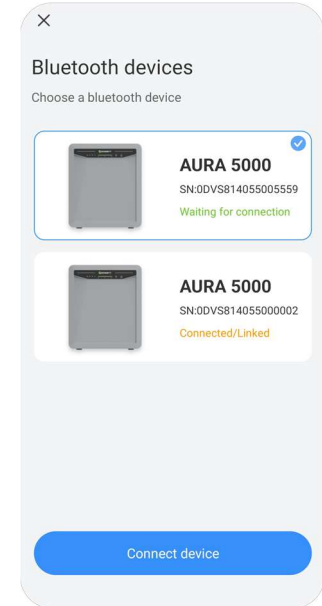 Bluetooth devices
Choose a bluetooth device
AURA 5000
SN:0DVS814055005559
Waiting for connection
AURA 5000
SN:0DVS814055000002
Connected/Linked
Connect device